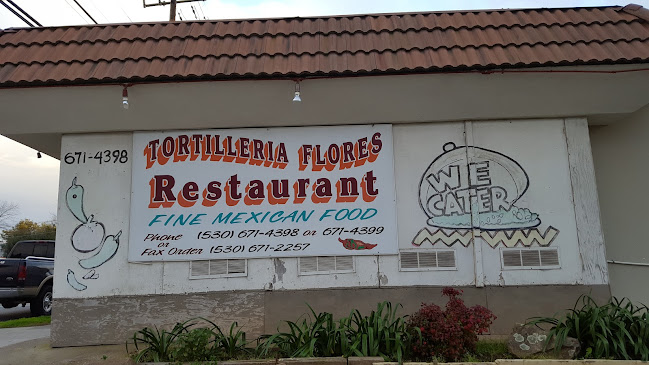 671-4398
TORTILLERIA FLORES
Restaurant
FINE MEXICAN FOOD
Phone (530) 671-4398 or 671-4399
or
Fax Order (530) 671-2257
WE
CATER